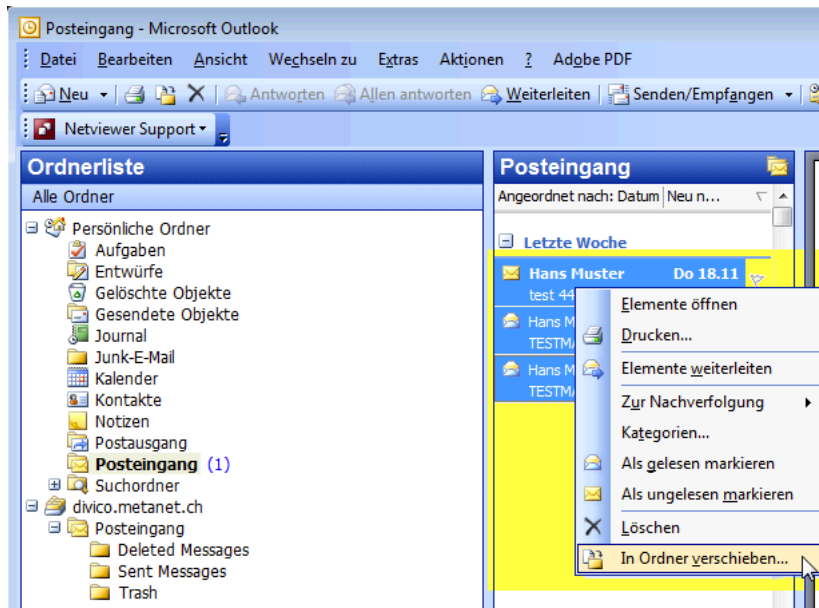 Posteingang - Microsoft Outlook
Datei Bearbeiten Ansicht Wechseln zu Extras Aktionen ? Adobe PDF
Neu Antworten Allen antworten Weiterleiten Senden/Empfangen
Netviewer Support
Ordnerliste
Alle Ordner
Persönliche Ordner
Aufgaben
Entwürfe
Gelöschte Objekte
Gesendete Objekte
Journal
Junk-E-Mail
Kalender
Kontakte
Notizen
Postausgang
Posteingang (1)
Suchordner
divico.metanet.ch
Posteingang
Deleted Messages
Sent Messages
Trash
Posteingang
Angeordnet nach: Datum Neu n...
Letzte Woche
Hans Muster Do 18.11
test 44
Hans M
TESTM
Hans M
TESTM
Elemente öffnen
Drucken...
Elemente weiterleiten
Zur Nachverfolgung
Kategorien...
Als gelesen markieren
Als ungelesen markieren
Löschen
In Ordner verschieben...